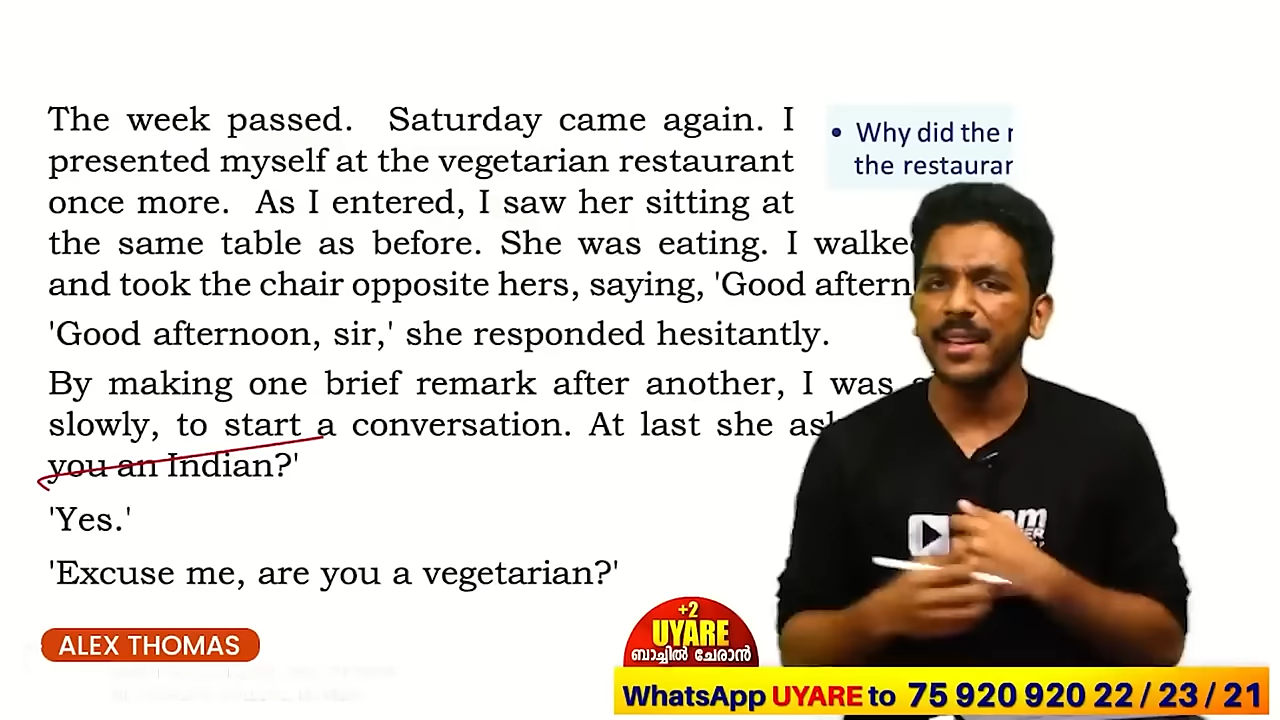 The week passed. Saturday came again. I
presented myself at the vegetarian restaurant
once more. As I entered, I saw her sitting at
the same table as before. She was eating. I
and took the chair opposite hers, saying, 'Good
'Good afternoon, sir,' she responded hesitantly.
By making one brief remark after another, I was
slowly, to start a conversation. At last she
you an Indian?'
'Yes.'
'Excuse me, are you a vegetarian?'
• Why did the
the
ALEX THOMAS
+2
UYARE
ബാച്ചിൽ ചേരാൻ
WhatsApp UYARE to 75 920 920 22 / 23 / 21